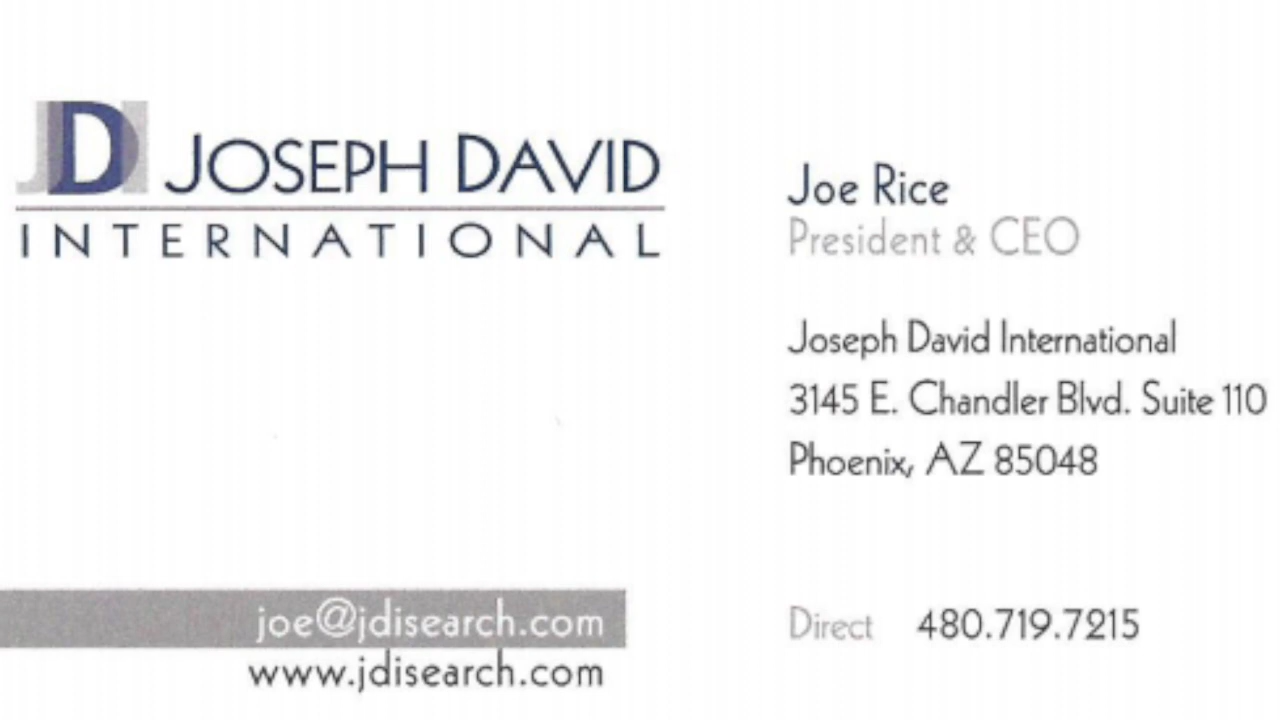 JDI JOSEPH DAVID
INTERNATIONAL
Joe Rice
President & CEO
Joseph David International
3145 E. Chandler Blvd. Suite 110
Phoenix, AZ 85048
joe@jdisearch.com
www.jdisearch.com
Direct 480.719.7215